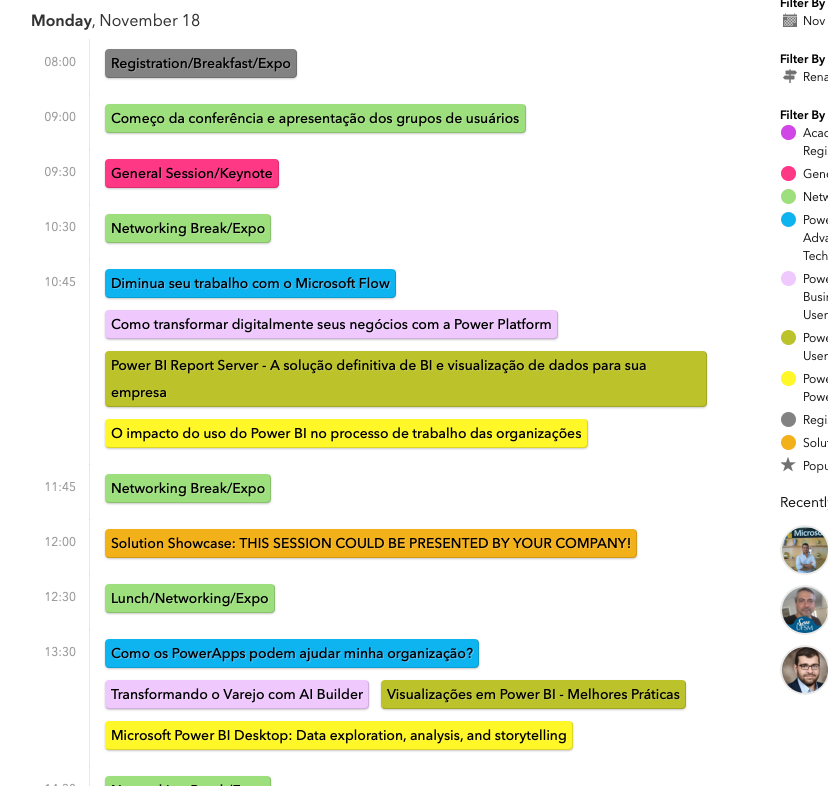 Monday, November 18
08:00
Registration/Breakfast/Expo
09:00
Começo da conferência e apresentação dos grupos de usuários
09:30
General Session/Keynote
10:30
Networking Break/Expo
10:45
Diminua seu trabalho com o Microsoft Flow
Como transformar digitalmente seus negócios com a Power Platform
Power BI Report Server - A solução definitiva de BI e visualização de dados para sua
empresa
O impacto do uso do Power BI no processo de trabalho das organizações
11:45
Networking Break/Expo
12:00
Solution Showcase: THIS SESSION COULD BE PRESENTED BY YOUR COMPANY!
12:30
Lunch/Networking/Expo
13:30
Como os PowerApps podem ajudar minha organização?
Transformando o Varejo com AI Builder
Visualizações em Power BI - Melhores Práticas
Microsoft Power BI Desktop: Data exploration, analysis, and storytelling
Filter By
Nov
Filter By
Rena
Filter By
Acad
Regi
Gene
Netw
Powe
Adva
Tech
Powe
Busin
User
Powe
User
Powe
Powe
Regi
Solut
Popu
Recently